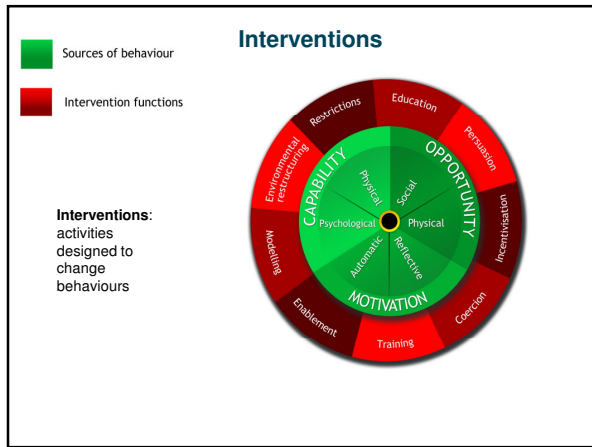 Interventions
Sources of behaviour
Intervention functions
Interventions:
activities
designed to
change
behaviours
Restrictions
Education
Persuasion
Incentivisation
Coercion
Training
Enablement
Modelling
Environmental
restructuring
CAPABILITY
OPPORTUNITY
MOTIVATION
Physical
Social
Psychological
Physical
Automatic
Reflective